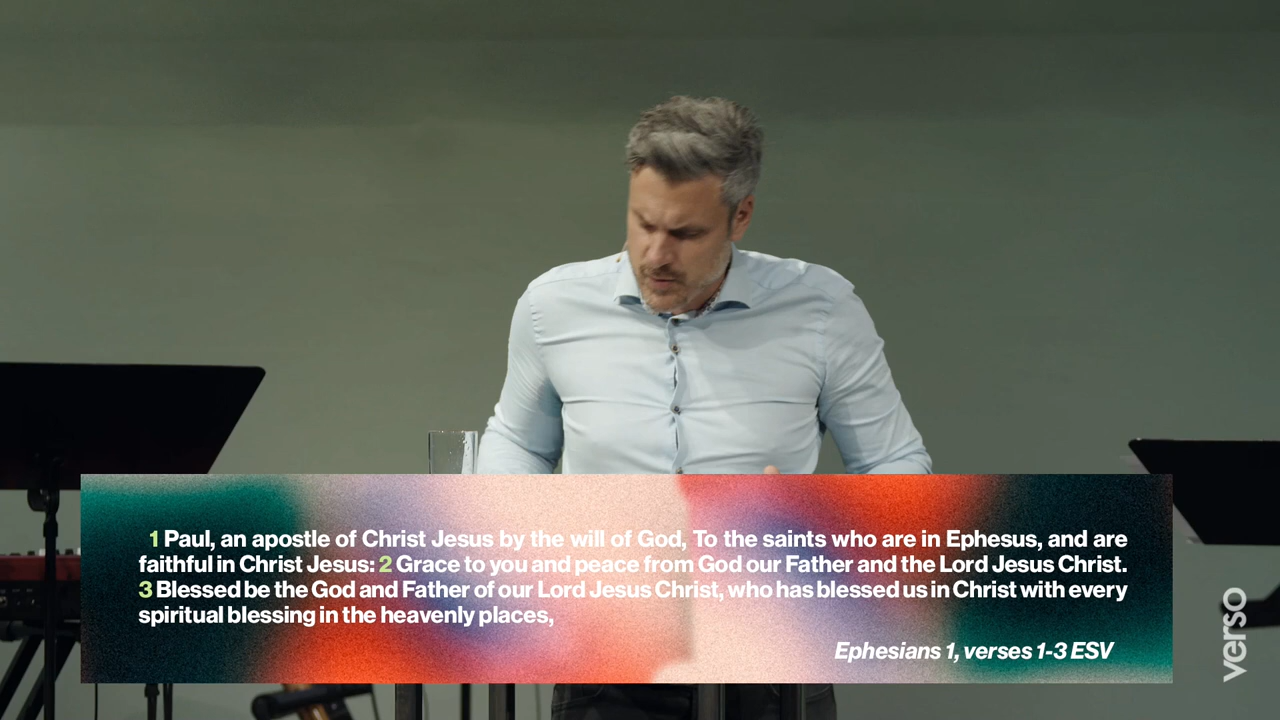 1 Paul, an apostle of Christ Jesus by the will of God, To the saints who are in Ephesus, and are
faithful in Christ Jesus: 2 Grace to you and peace from God our Father and the Lord Jesus Christ.
3 Blessed be the God and Father of our Lord Jesus Christ, who has blessed us in Christ with every
spiritual blessing in the heavenly places,
Ephesians 1, verses 1-3 ESV
verso